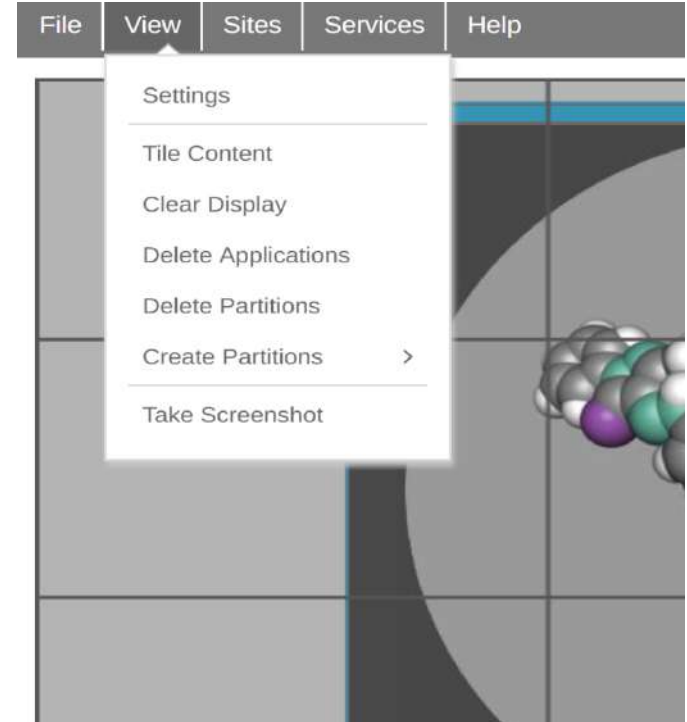 File View Sites Services Help
Settings
Tile Content
Clear Display
Delete Applications
Delete Partitions
Create Partitions >
Take Screenshot